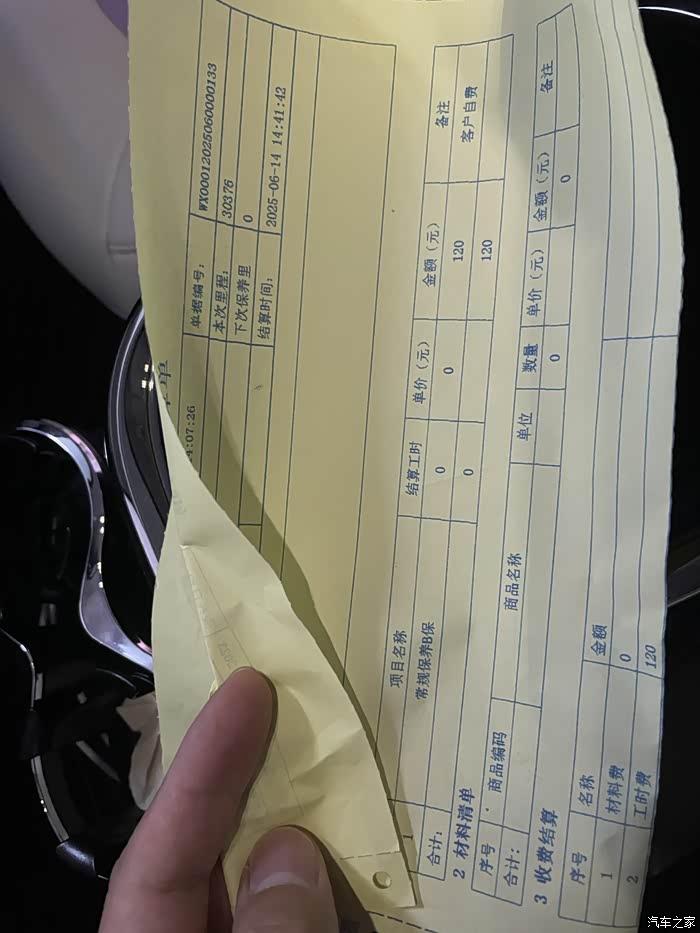 单
4:07:26
单据编号: WX00012025060000133
本次里程: 30376
下次保养里 0
结算时间: 2025-06-14 14:41:42
项目名称 结算工时 单价（元） 金额（元） 备注
1 常规保养B保 0 0 120 客户自费
合计: 0 120
2 材料清单
序号 商品编码 商品名称 单位 数量 单价（元） 金额（元） 备注
合计: 0 0
3 收费结算
序号 名称 金额
1 材料费 0
2 工时费 120
汽车之家